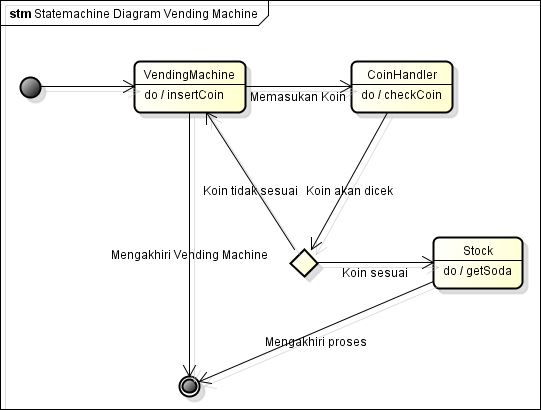 stm Statemachine Diagram Vending Machine
VendingMachine
do / insertCoin
Memasukan Koin
CoinHandler
do / checkCoin
Koin tidak sesuai
Koin akan dicek
Mengakhiri Vending Machine
Koin sesuai
Stock
do / getSoda
Mengakhiri proses